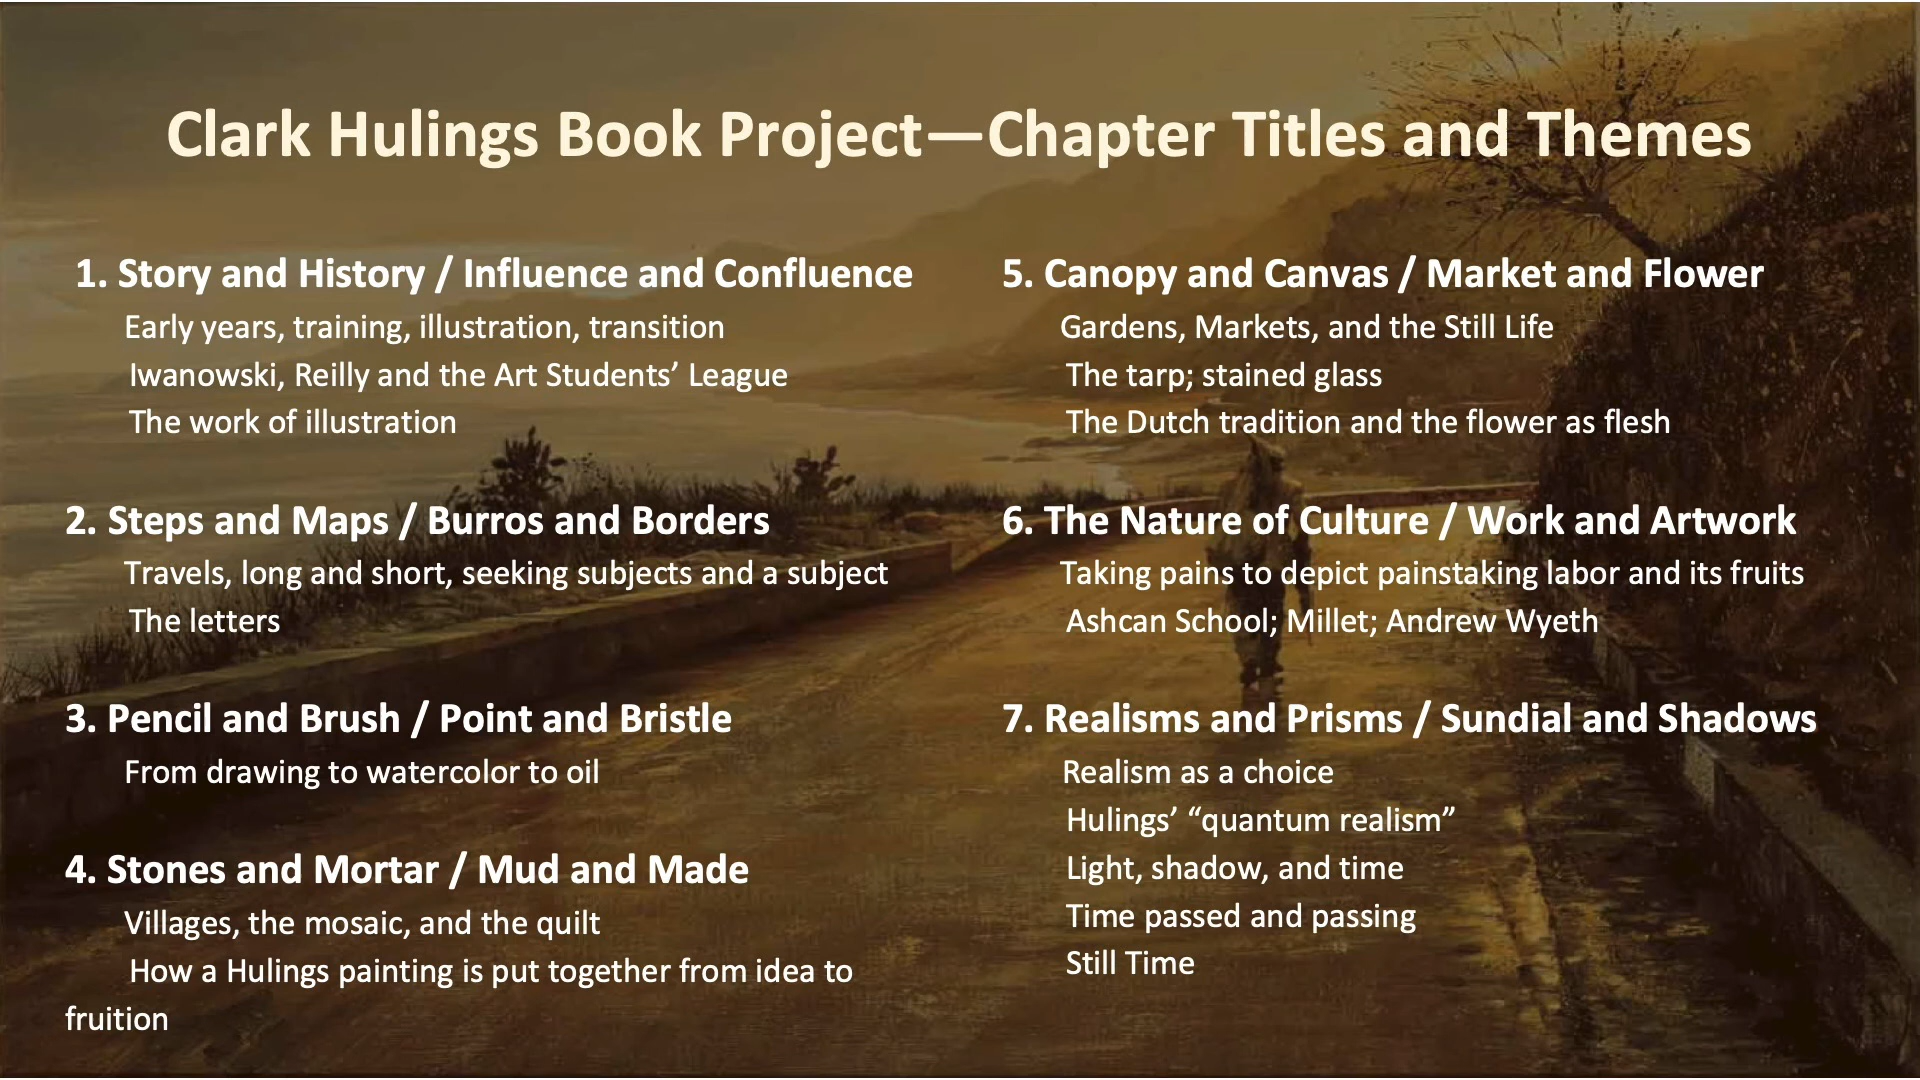 Clark Hulings Book Project—Chapter Titles and Themes
1. Story and History / Influence and Confluence
Early years, training, illustration, transition
Iwanowski, Reilly and the Art Students’ League
The work of illustration
2. Steps and Maps / Burros and Borders
Travels, long and short, seeking subjects and a subject
The letters
3. Pencil and Brush / Point and Bristle
From drawing to watercolor to oil
4. Stones and Mortar / Mud and Made
Villages, the mosaic, and the quilt
How a Hulings painting is put together from idea to
fruition
5. Canopy and Canvas / Market and Flower
Gardens, Markets, and the Still Life
The tarp; stained glass
The Dutch tradition and the flower as flesh
6. The Nature of Culture / Work and Artwork
Taking pains to depict painstaking labor and its fruits
Ashcan School; Millet; Andrew Wyeth
7. Realisms and Prisms / Sundial and Shadows
Realism as a choice
Hulings’ “quantum realism”
Light, shadow, and time
Time passed and passing
Still Time